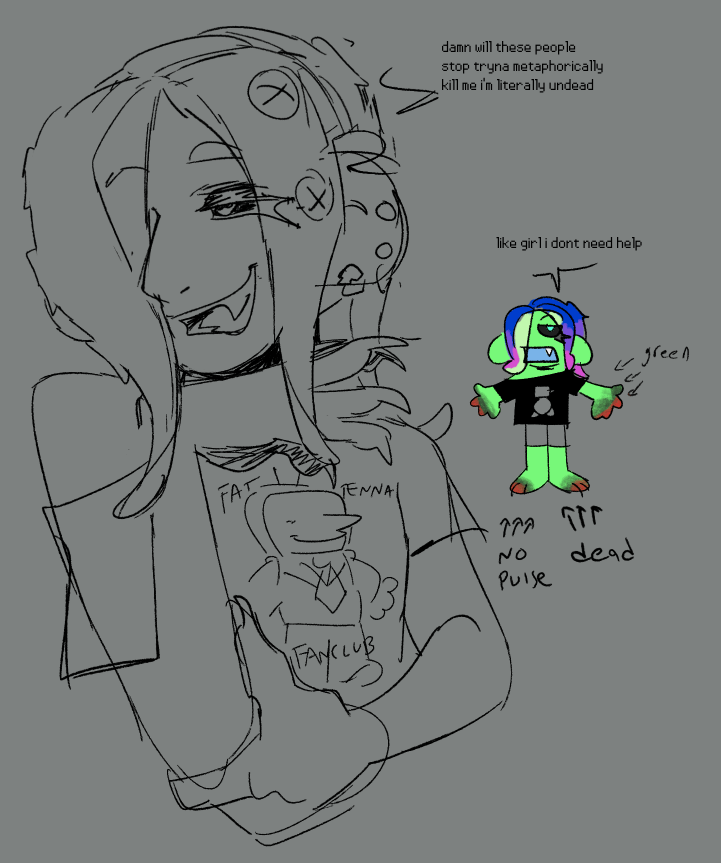 damn will these people
stop tryna metaphorically
kill me i'm literally undead
like girl i dont need help
green
FAT TENNA
FANCLUB
NO
PULSE
dead